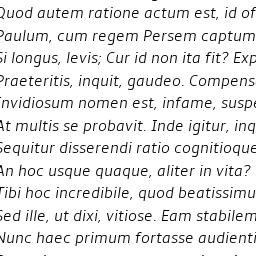 Quod autem ratione actum est, id of
Paulum, cum regem Persem captum
Si longus, levis; Cur id non ita fit? Exp
Praeteritis, inquit, gaudeo. Compens
Invidiosum nomen est, infame, suspe
At multis se probavit. Inde igitur, inq
Sequitur disserendi ratio cognitioque
An hoc usque quaque, aliter in vita?
Tibi hoc incredibile, quod beatissimu
Sed ille, ut dixi, vitiose. Eam stabilem
Nunc haec primum fortasse audienti